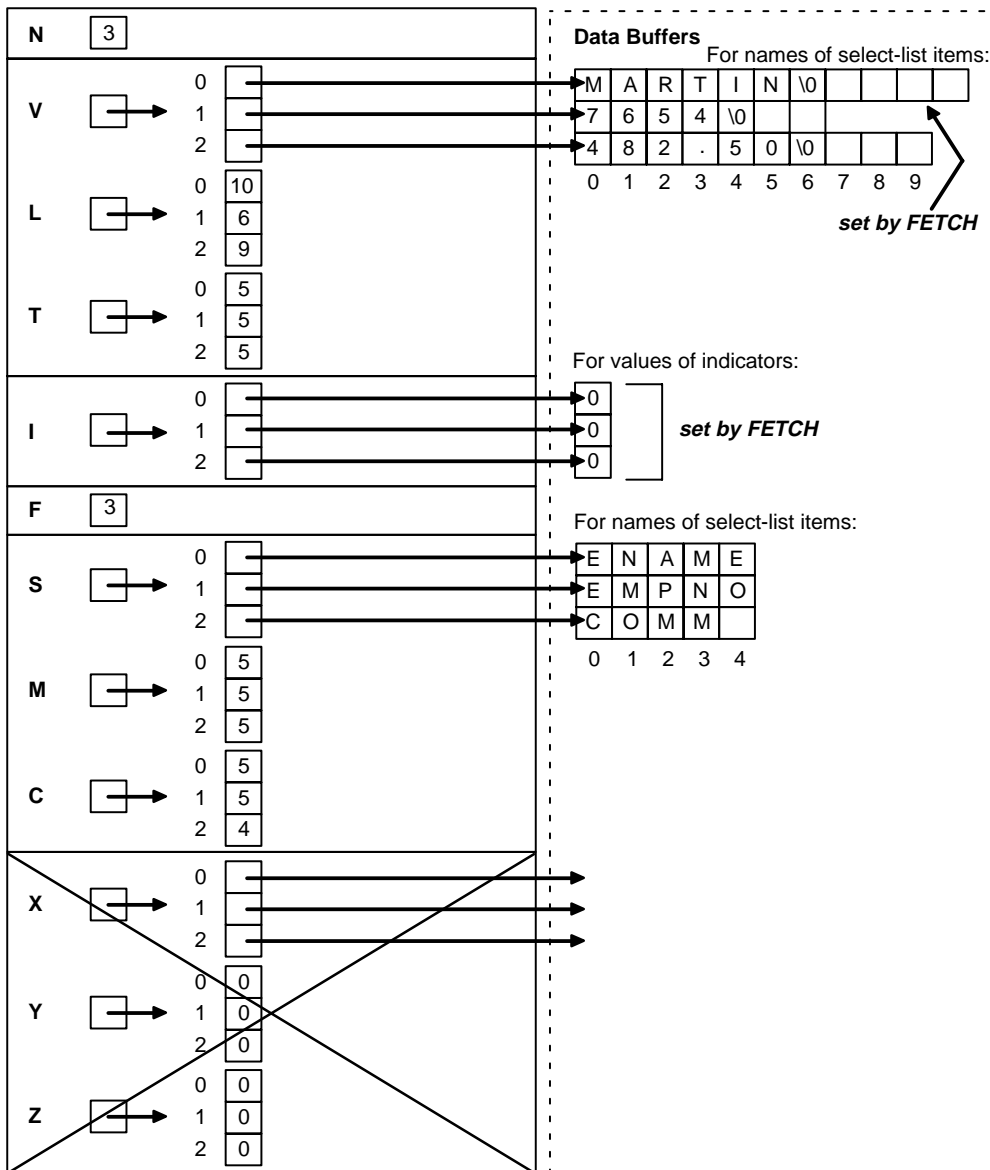 N 3
Data Buffers
For names of select-list items:
V 0 M A R T I N \0
1 7 6 5 4 \0
2 4 8 2 . 5 0 \0
0 1 2 3 4 5 6 7 8 9
set by FETCH
L 0 10
1 6
2 9
T 0 5
1 5
2 5
For values of indicators:
I 0 0
1 0
2 0
set by FETCH
F 3
For names of select-list items:
S 0 E N A M E
1 E M P N O
2 C O M M
0 1 2 3 4
M 0 5
1 5
2 5
C 0 5
1 5
2 4
X 0
1
2
Y 0 0
1 0
2 0
Z 0 0
1 0
2 0